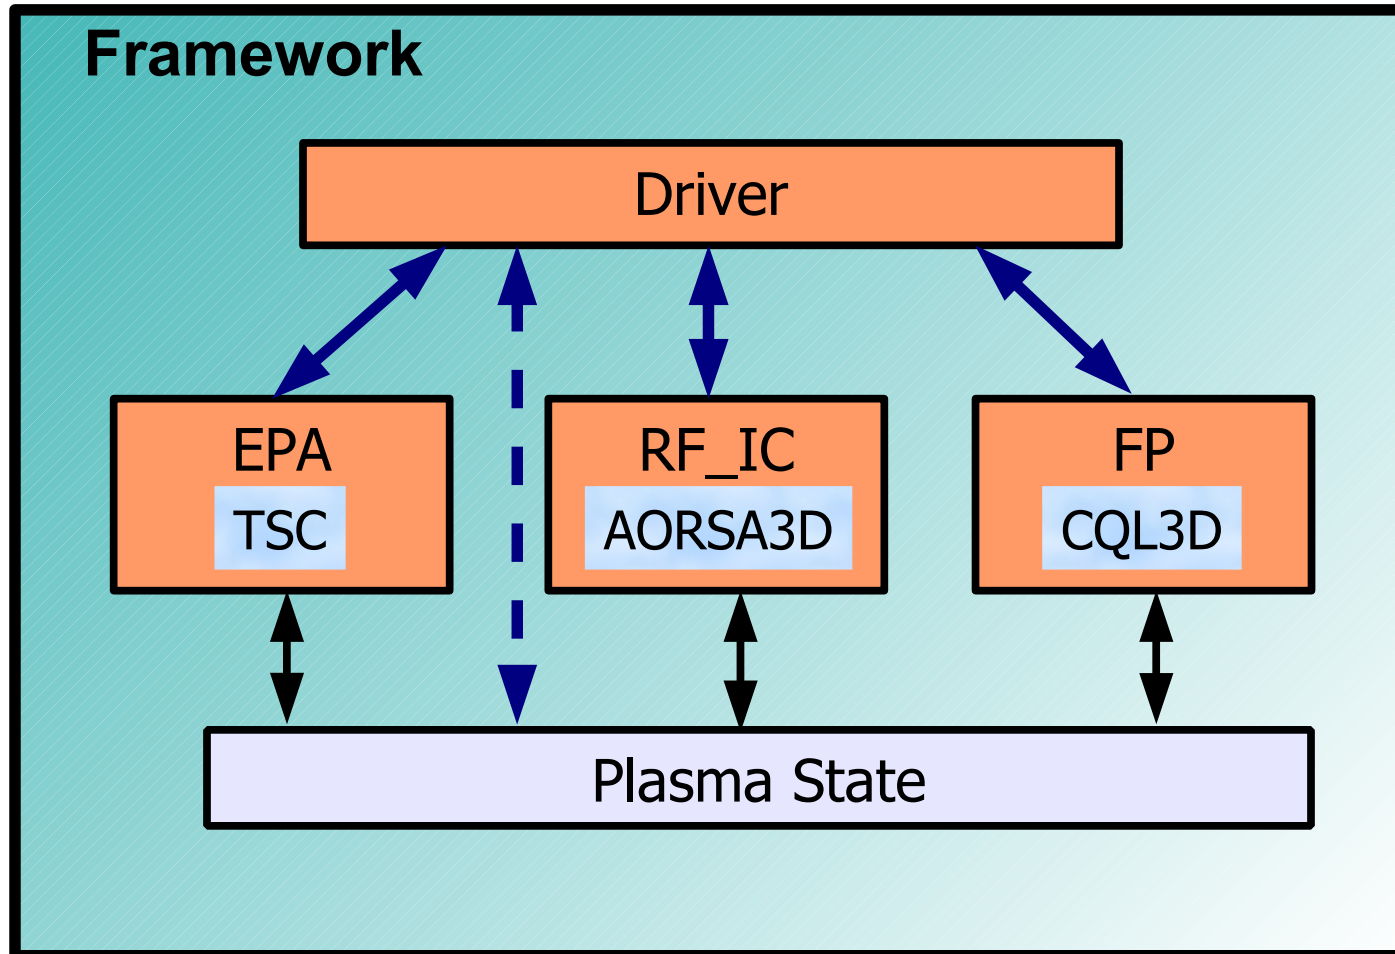 Framework
Driver
EPA
TSC
RF_IC
AORSA3D
FP
CQL3D
Plasma State